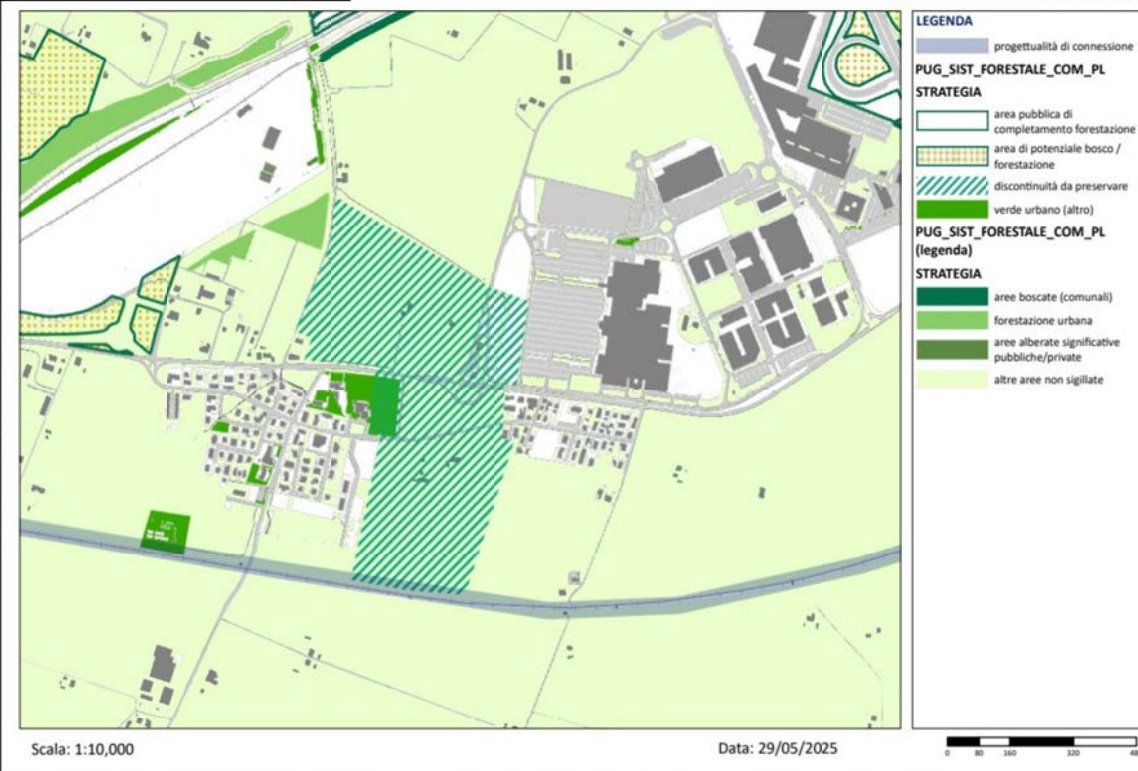 LEGENDA
progettualità di connessione
PUG_SIST_FORESTALE_COM_PL
STRATEGIA
area pubblica di
completamento forestazione
area di potenziale bosco /
forestazione
discontinuità da preservare
verde urbano (altro)
PUG_SIST_FORESTALE_COM_PL
(legenda)
STRATEGIA
aree boscate (comunali)
forestazione urbana
aree alberate significative
pubbliche/private
altre aree non sigillate
Scala: 1:10,000
Data: 29/05/2025
0 80 160 320